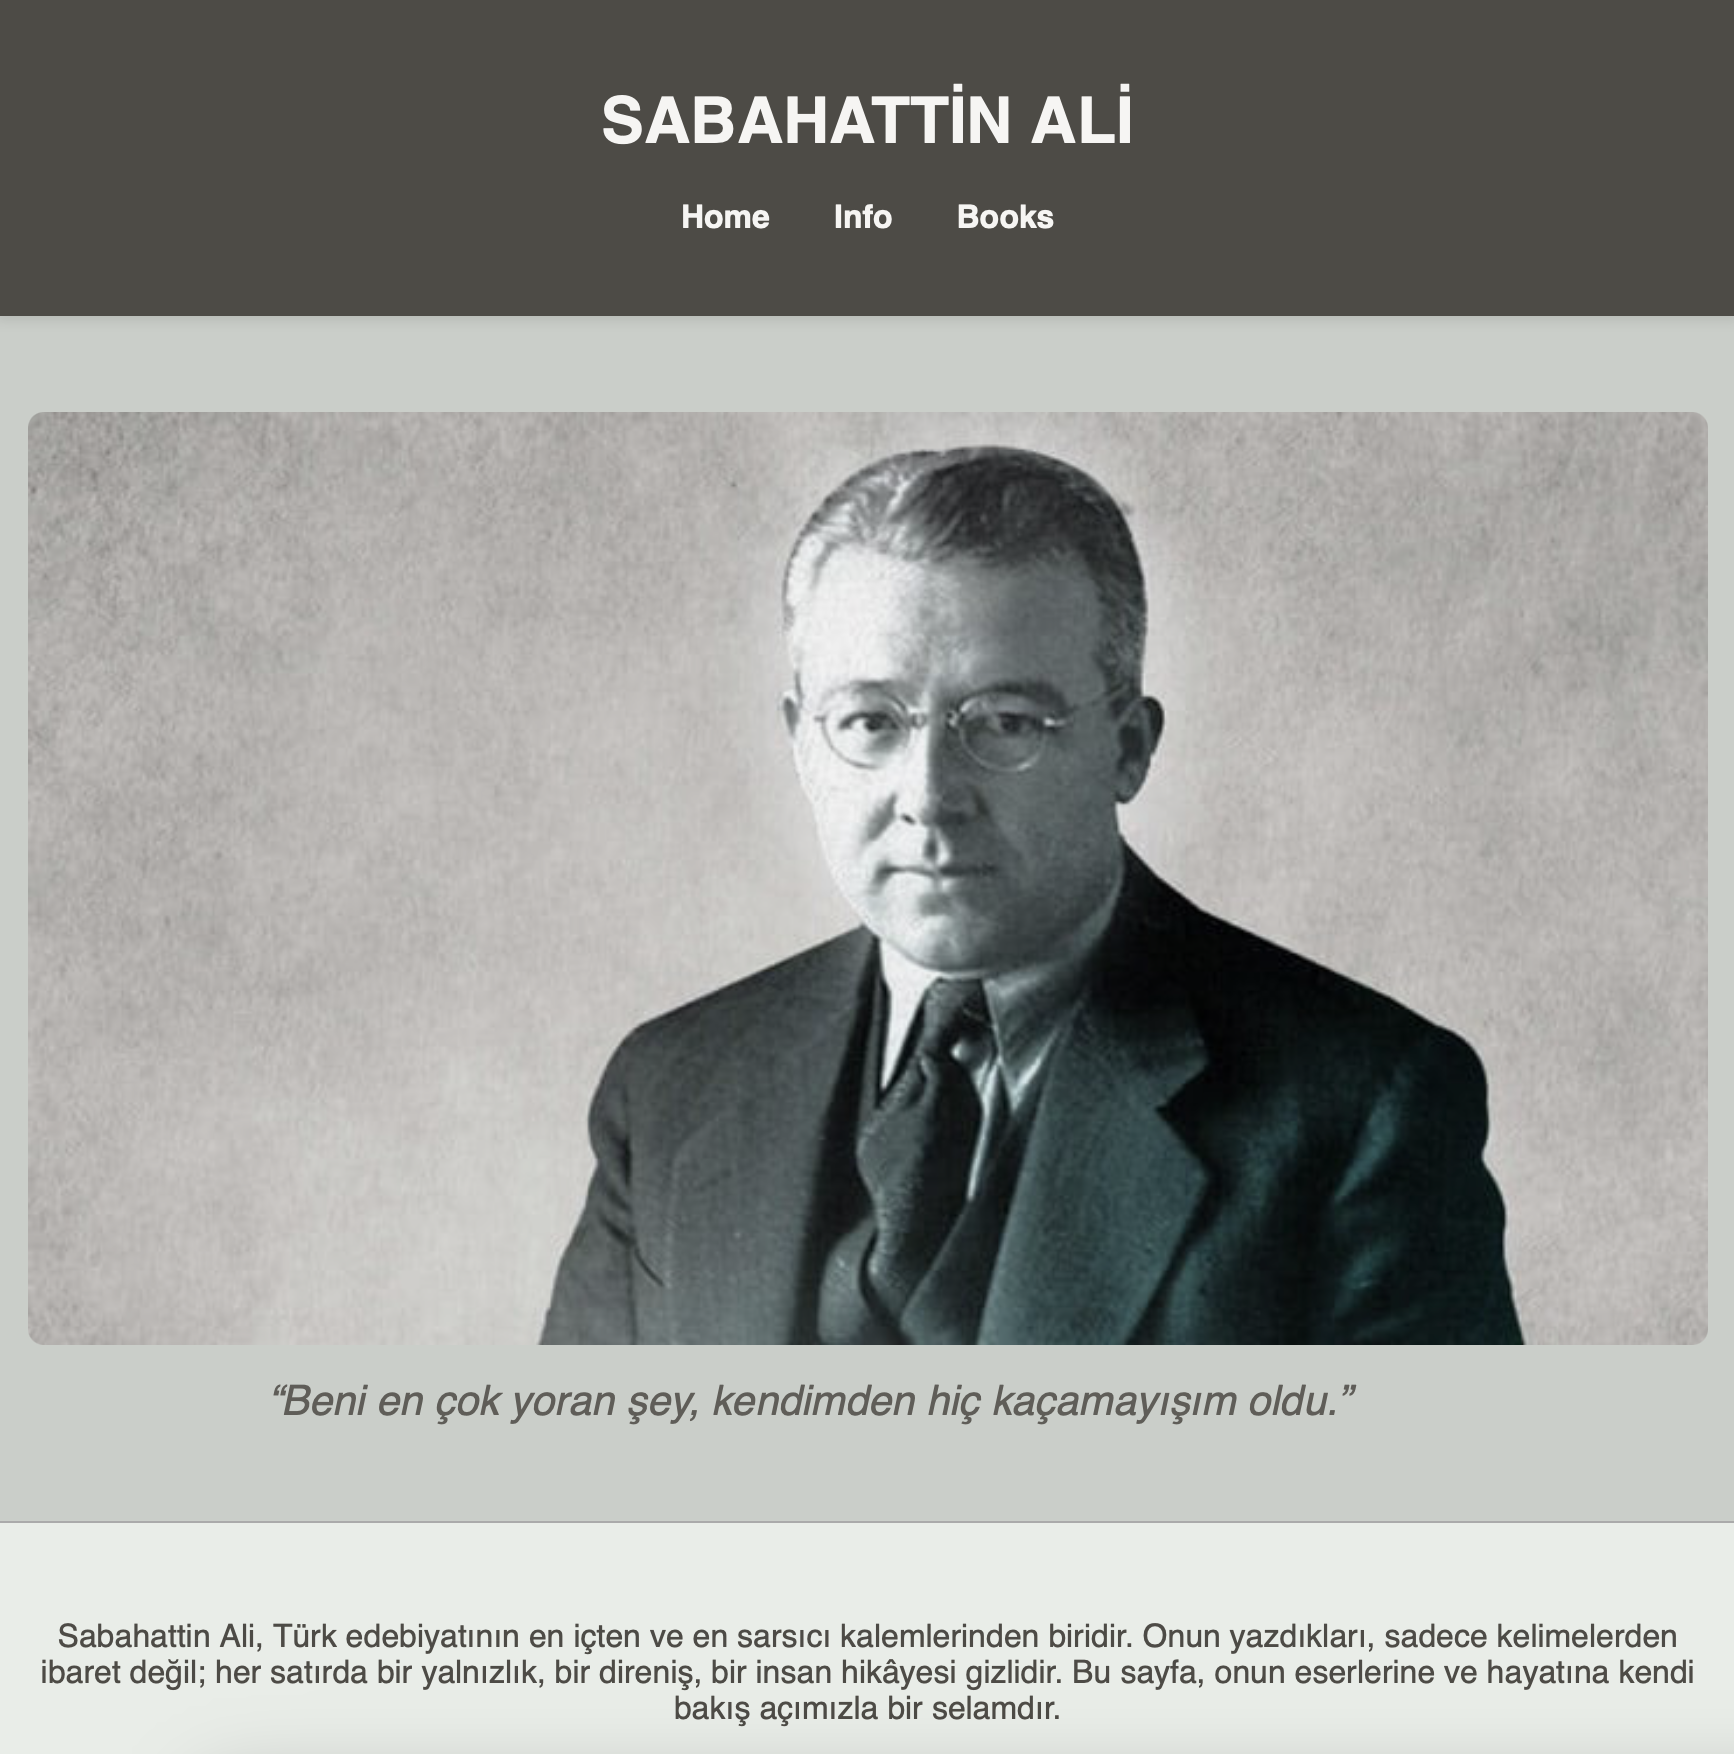 SABAHATTİN ALİ
Home Info Books
“Beni en çok yoran şey, kendimden hiç kaçamayışım oldu.”
Sabahattin Ali, Türk edebiyatının en içten ve en sarsıcı kalemlerinden biridir. Onun yazdıkları, sadece kelimelerden
ibaret değil; her satırda bir yalnızlık, bir direniş, bir insan hikâyesi gizlidir. Bu sayfa, onun eserlerine ve hayatına kendi
bakış açımızla bir selamdır.